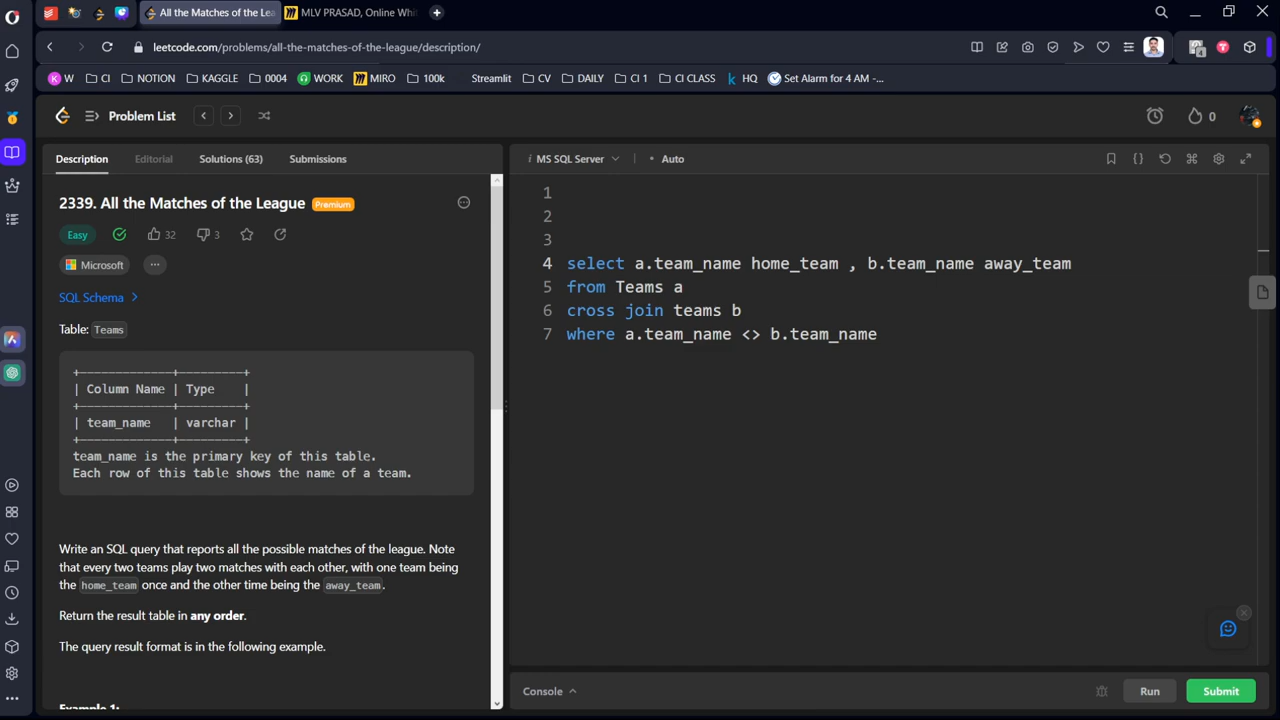 All the Matches of the Lea
MLV PRASAD, Online Whit
leetcode.com/problems/all-the-matches-of-the-league/description/
K W
CI
NOTION
KAGGLE
0004
WORK
MIRO
100k
Streamlit
CV
DAILY
CI 1
CI CLASS
k HQ
Set Alarm for 4 AM -...
4
T
Problem List
0
Description
Editorial
Solutions (63)
Submissions
i MS SQL Server
• Auto
2339. All the Matches of the League
Premium
Easy
32
3
Microsoft
SQL Schema >
Table: Teams
+-------------+---------+
| Column Name | Type    |
+-------------+---------+
| team_name   | varchar |
+-------------+---------+
team_name is the primary key of this table.
Each row of this table shows the name of a team.
Write an SQL query that reports all the possible matches of the league. Note
that every two teams play two matches with each other, with one team being
the home_team once and the other time being the away_team.
Return the result table in any order.
The query result format is in the following example.
Example 1:
1
2
3
4 select a.team_name home_team , b.team_name away_team
5 from Teams a
6 cross join teams b
7 where a.team_name <> b.team_name
Console
Run
Submit